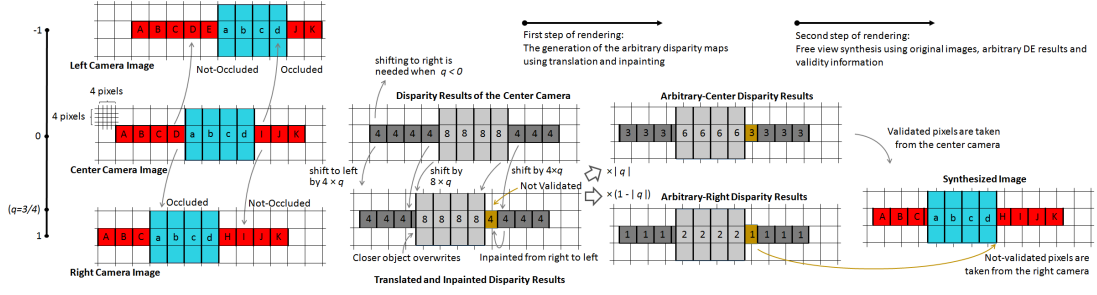 -1
A B C D E a b c d J K
Left Camera Image
Not-Occluded
Occluded
4 pixels
4 pixels
0
A B C D a b c d I J K
Center Camera Image
(q=3/4)
1
Occluded
Not-Occluded
A B C a b c d H I J K
Right Camera Image
shifting to right is
needed when q < 0
Disparity Results of the Center Camera
4 4 4 4 8 8 8 8 4 4 4
shift to left
by 4 × q
shift by
8 × q
shift by 4×q
Not Validated
4 4 4 4 8 8 8 8 4 4 4 4
Closer object overwrites
Inpainted from right to left
Translated and Inpainted Disparity Results
First step of rendering:
The generation of the arbitrary disparity maps
using translation and inpainting
Second step of rendering:
Free view synthesis using original images, arbitrary DE results and
validity information
× | q |
× (1 - | q |)
Arbitrary-Center Disparity Results
3 3 3 6 6 6 6 3 3 3 3
Arbitrary-Right Disparity Results
1 1 1 2 2 2 2 1 1 1 1
Validated pixels are taken
from the center camera
Synthesized Image
A B C a b c d H I J K
Not-validated pixels are
taken from the right camera